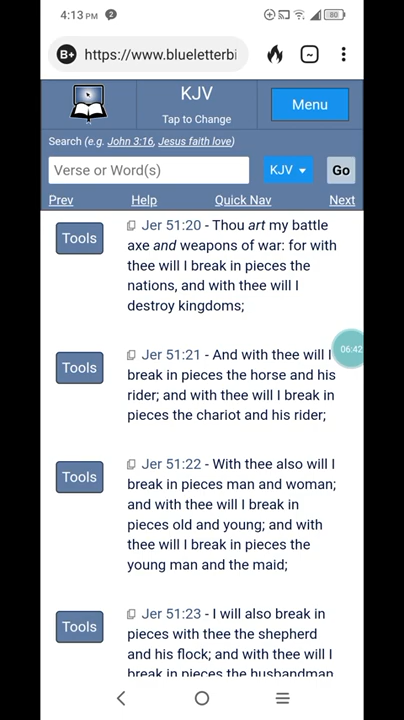 4:13 PM 2
80
B+ https://www.blueletterbi
KJV
Tap to Change
Menu
Search (e.g. John 3:16, Jesus faith love)
Verse or Word(s)
KJV
Go
Prev Help Quick Nav Next
Tools
Jer 51:20 - Thou art my battle
axe and weapons of war: for with
thee will I break in pieces the
nations, and with thee will I
destroy kingdoms;
06:42
Tools
Jer 51:21 - And with thee will I
break in pieces the horse and his
rider; and with thee will I break in
pieces the chariot and his rider;
Tools
Jer 51:22 - With thee also will I
break in pieces man and woman;
and with thee will I break in
pieces old and young; and with
thee will I break in pieces the
young man and the maid;
Tools
Jer 51:23 - I will also break in
pieces with thee the shepherd
and his flock; and with thee will I
break in pieces the husbandman